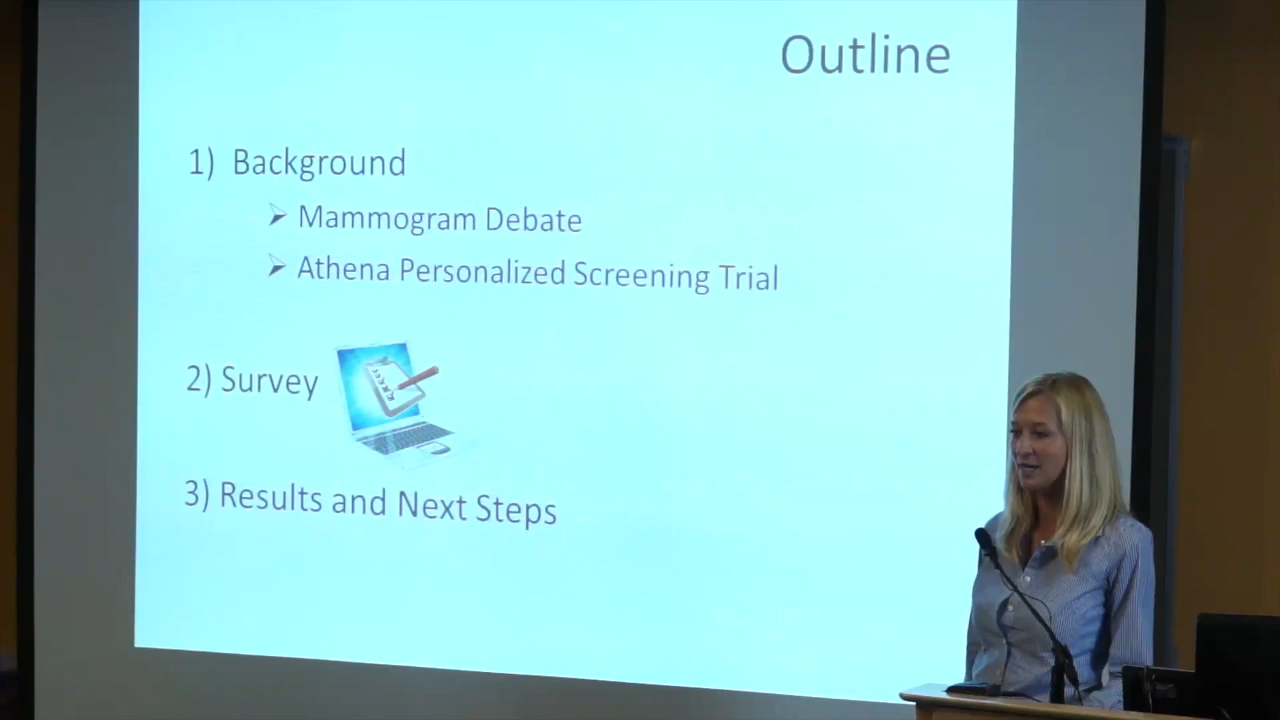 Outline
1) Background
➢ Mammogram Debate
➢ Athena Personalized Screening Trial
2) Survey
3) Results and Next Steps